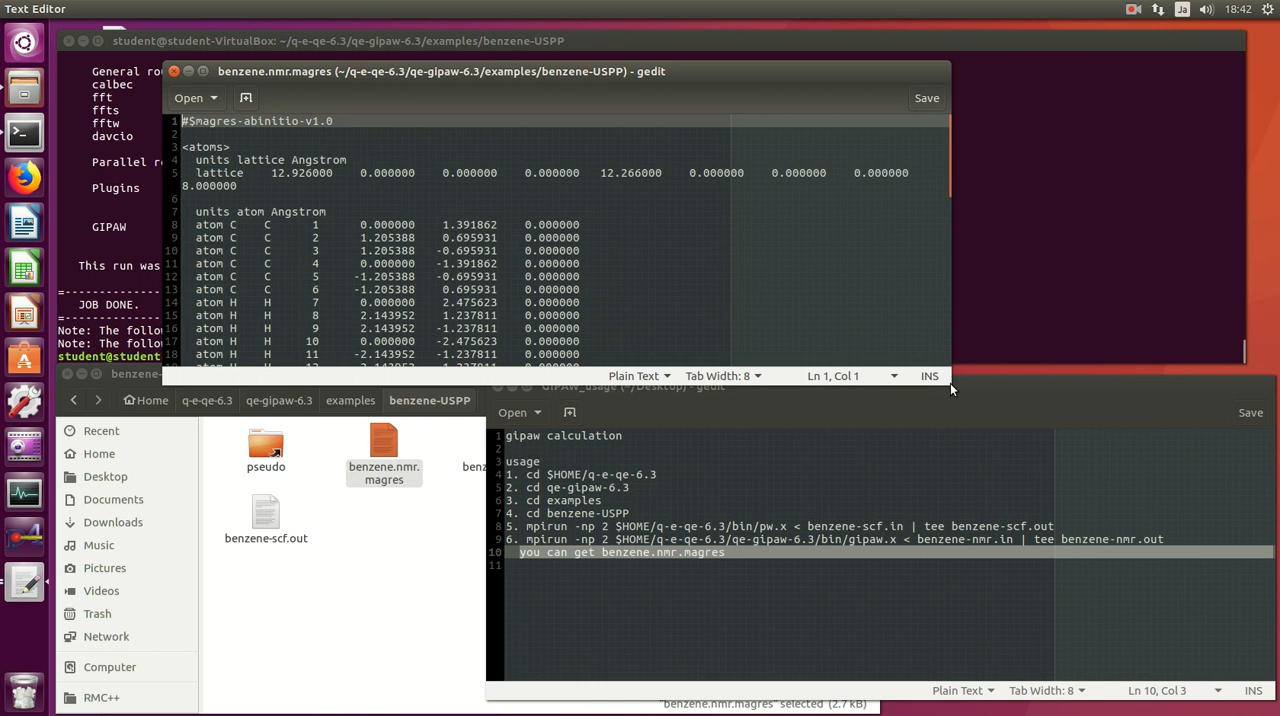 Text Editor
Ja
18:42
student@student-VirtualBox: ~/q-e-qe-6.3/qe-gipaw-6.3/examples/benzene-USPP
General rou
calbec
fft
ffts
fftw
davcio
Parallel ro
Plugins
GIPAW
This run was
=-----------
JOB DONE.
=-----------
Note: The follow
Note: The follow
student@student
benzene.nmr.magres (~/q-e-qe-6.3/qe-gipaw-6.3/examples/benzene-USPP) - gedit
Open
Save
1 #$magres-abinitio-v1.0
2
3 <atoms>
4 units lattice Angstrom
5 lattice 12.926000 0.000000 0.000000 0.000000 12.266000 0.000000 0.000000 0.000000
8.000000
6
7 units atom Angstrom
8 atom C C 1 0.000000 1.391862 0.000000
9 atom C C 2 1.205388 0.695931 0.000000
10 atom C C 3 1.205388 -0.695931 0.000000
11 atom C C 4 0.000000 -1.391862 0.000000
12 atom C C 5 -1.205388 -0.695931 0.000000
13 atom C C 6 -1.205388 0.695931 0.000000
14 atom H H 7 0.000000 2.475623 0.000000
15 atom H H 8 2.143952 1.237811 0.000000
16 atom H H 9 2.143952 -1.237811 0.000000
17 atom H H 10 0.000000 -2.475623 0.000000
18 atom H H 11 -2.143952 -1.237811 0.000000
Plain Text Tab Width: 8 Ln 1, Col 1 INS
benzene-
Home q-e-qe-6.3 qe-gipaw-6.3 examples benzene-USPP
Recent
Home
Desktop
Documents
Downloads
Music
Pictures
Videos
Trash
Network
Computer
RMC++
pseudo
benzene.nmr.
magres
benz
benzene-scf.out
"benzene.nmr.magres" selected (2.7 kB)
GIPAW_usage (~/Desktop) - gedit
Open
Save
1 gipaw calculation
2
3 usage
4 1. cd $HOME/q-e-qe-6.3
5 2. cd qe-gipaw-6.3
6 3. cd examples
7 4. cd benzene-USPP
8 5. mpirun -np 2 $HOME/q-e-qe-6.3/bin/pw.x < benzene-scf.in | tee benzene-scf.out
9 6. mpirun -np 2 $HOME/q-e-qe-6.3/qe-gipaw-6.3/bin/gipaw.x < benzene-nmr.in | tee benzene-nmr.out
10 you can get benzene.nmr.magres
11
Plain Text Tab Width: 8 Ln 10, Col 3 INS